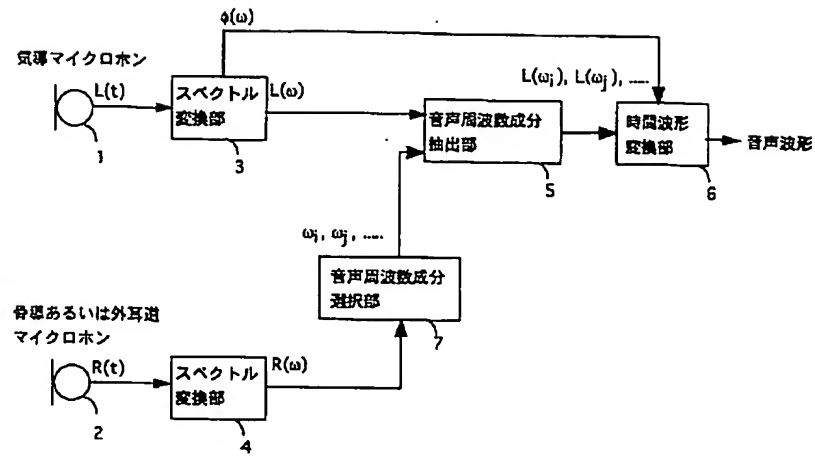 φ(ω)
気導マイクロホン
L(t)
1
スペクトル
変換部
3
L(ω)
音声周波数成分
抽出部
5
L(ωi), L(ωj), .....
時間波形
変換部
6
音声波形
ωi, ωj, .....
音声周波数成分
選択部
7
骨導あるいは外耳道
マイクロホン
R(t)
2
スペクトル
変換部
4
R(ω)